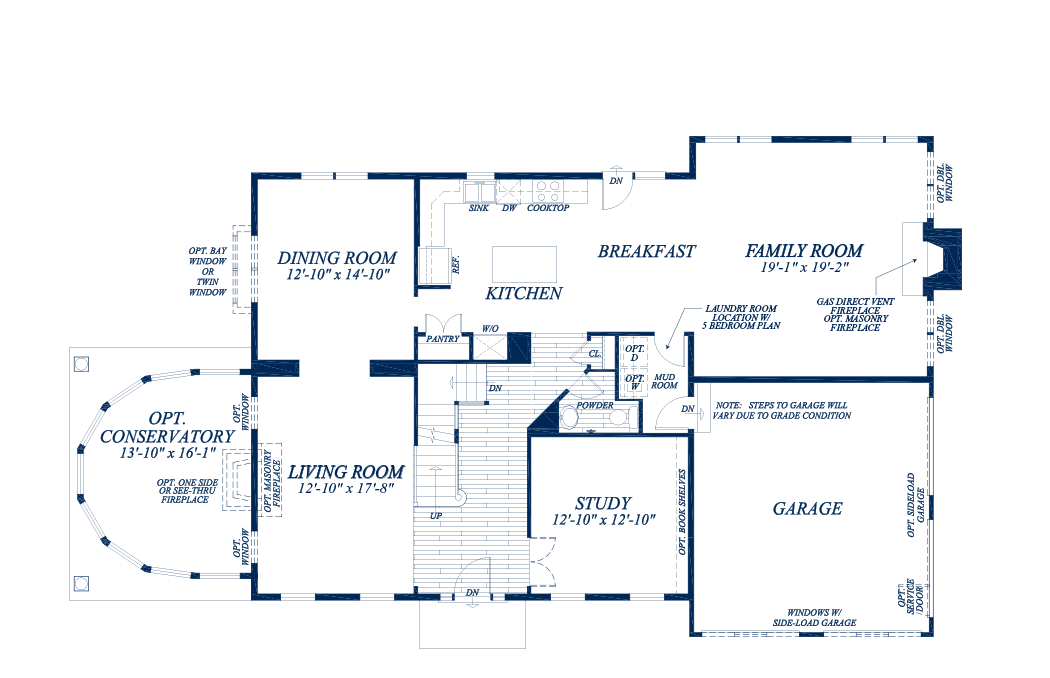 DN
SINK
DW
COOKTOP
OPT. DBL.
WINDOW
OPT. BAY
WINDOW
OR
TWIN
WINDOW
DINING ROOM
12'-10" x 14'-10"
REF.
BREAKFAST
FAMILY ROOM
19'-1" x 19'-2"
KITCHEN
GAS DIRECT VENT
FIREPLACE
OPT. MASONRY
FIREPLACE
LAUNDRY ROOM
LOCATION W/
5 BEDROOM PLAN
OPT. DBL.
WINDOW
PANTRY
W/O
CL.
OPT.
D
OPT.
W
MUD
ROOM
DN
POWDER
DN
NOTE: STEPS TO GARAGE WILL
VARY DUE TO GRADE CONDITION
OPT.
WINDOW
OPT.
CONSERVATORY
13'-10" x 16'-1"
OPT. ONE SIDE
OR SEE-THRU
FIREPLACE
OPT. MASONRY
FIREPLACE
LIVING ROOM
12'-10" x 17'-8"
UP
STUDY
12'-10" x 12'-10"
OPT. BOOK SHELVES
GARAGE
OPT. SIDELOAD
GARAGE
OPT.
WINDOW
DN
OPT.
SERVICE
DOOR
WINDOWS W/
SIDE-LOAD GARAGE